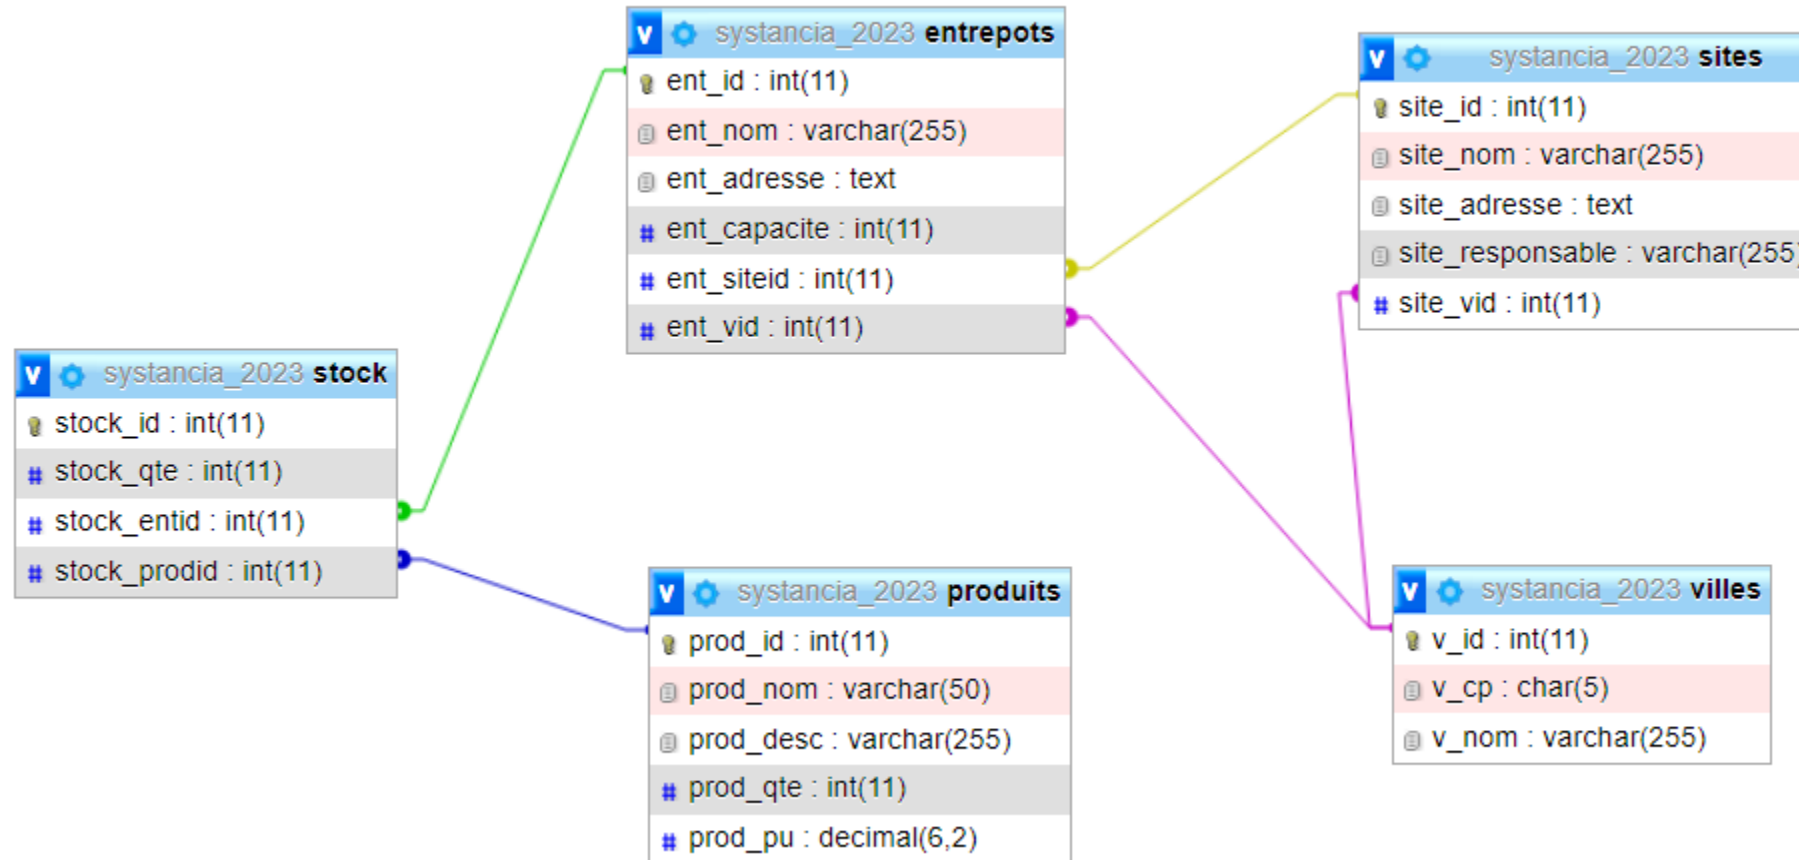 v systancia_2023 entrepots
ent_id : int(11)
ent_nom : varchar(255)
ent_adresse : text
# ent_capacite : int(11)
# ent_siteid : int(11)
# ent_vid : int(11)
v systancia_2023 sites
site_id : int(11)
site_nom : varchar(255)
site_adresse : text
site_responsable : varchar(255)
# site_vid : int(11)
v systancia_2023 stock
stock_id : int(11)
# stock_qte : int(11)
# stock_entid : int(11)
# stock_prodid : int(11)
v systancia_2023 produits
prod_id : int(11)
prod_nom : varchar(50)
prod_desc : varchar(255)
# prod_qte : int(11)
# prod_pu : decimal(6,2)
v systancia_2023 villes
v_id : int(11)
v_cp : char(5)
v_nom : varchar(255)